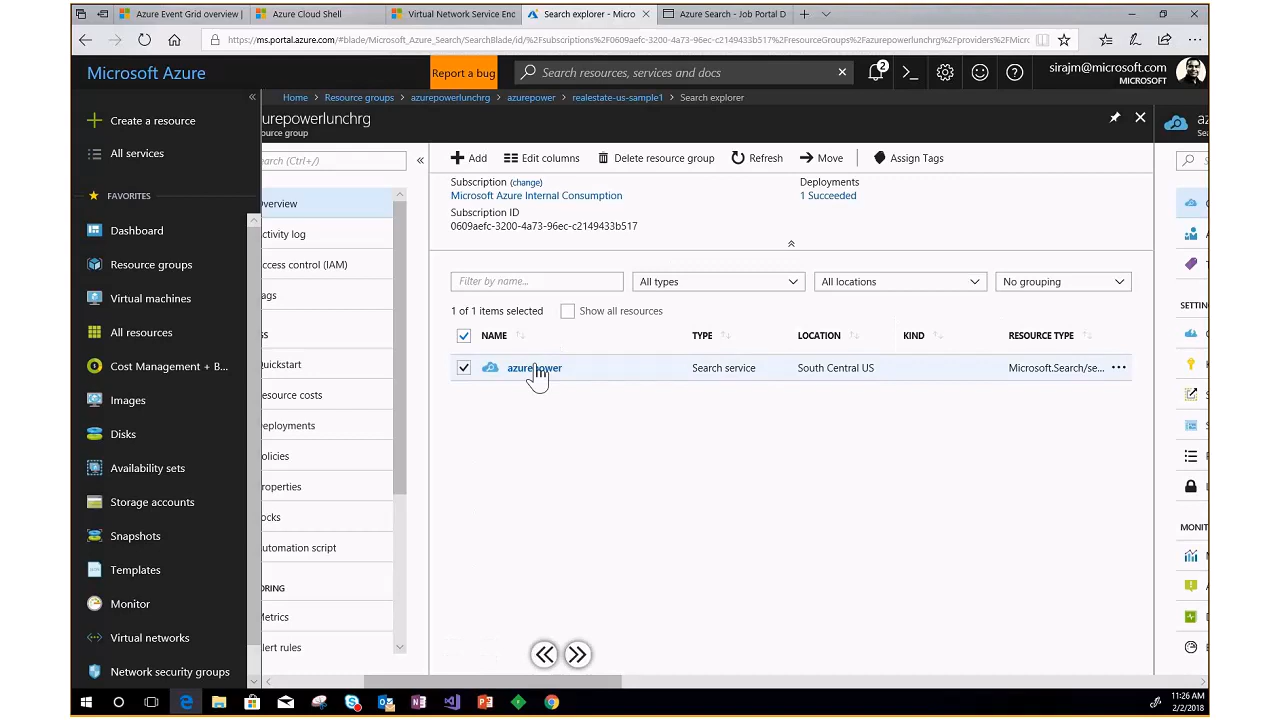 Azure Event Grid overview |
Azure Cloud Shell
Virtual Network Service Enc
Search explorer - Micro
Azure Search - Job Portal D
https://ms.portal.azure.com/#blade/Microsoft_Azure_Search/SearchBlade/id/%2Fsubscriptions%2F0609aefc-3200-4a73-96ec-c2149433b517%2FresourceGroups%2Fazurepowerlunchrg%2Fproviders%2FMicrc
Microsoft Azure
Report a bug
Search resources, services and docs
2
sirajm@microsoft.com
MICROSOFT
Home > Resource groups > azurepowerlunchrg > azurepower > realestate-us-sample1 > Search explorer
Create a resource
All services
FAVORITES
Dashboard
Resource groups
Virtual machines
All resources
Cost Management + B...
Images
Disks
Availability sets
Storage accounts
Snapshots
Templates
Monitor
Virtual networks
Network security groups
urepowerlunchrg
ource group
earch (Ctrl+/)
verview
ctivity log
ccess control (IAM)
ags
GS
uickstart
esource costs
eployments
olicies
roperties
ocks
utomation script
ORING
Metrics
lert rules
Add
Edit columns
Delete resource group
Refresh
Move
Assign Tags
Subscription (change)
Microsoft Azure Internal Consumption
Subscription ID
0609aefc-3200-4a73-96ec-c2149433b517
Deployments
1 Succeeded
Filter by name...
All types
All locations
No grouping
1 of 1 items selected
Show all resources
NAME
TYPE
LOCATION
KIND
RESOURCE TYPE
azurepower
Search service
South Central US
Microsoft.Search/se...
az
Sea
SETTIN
MONIT
11:26 AM
2/2/2018